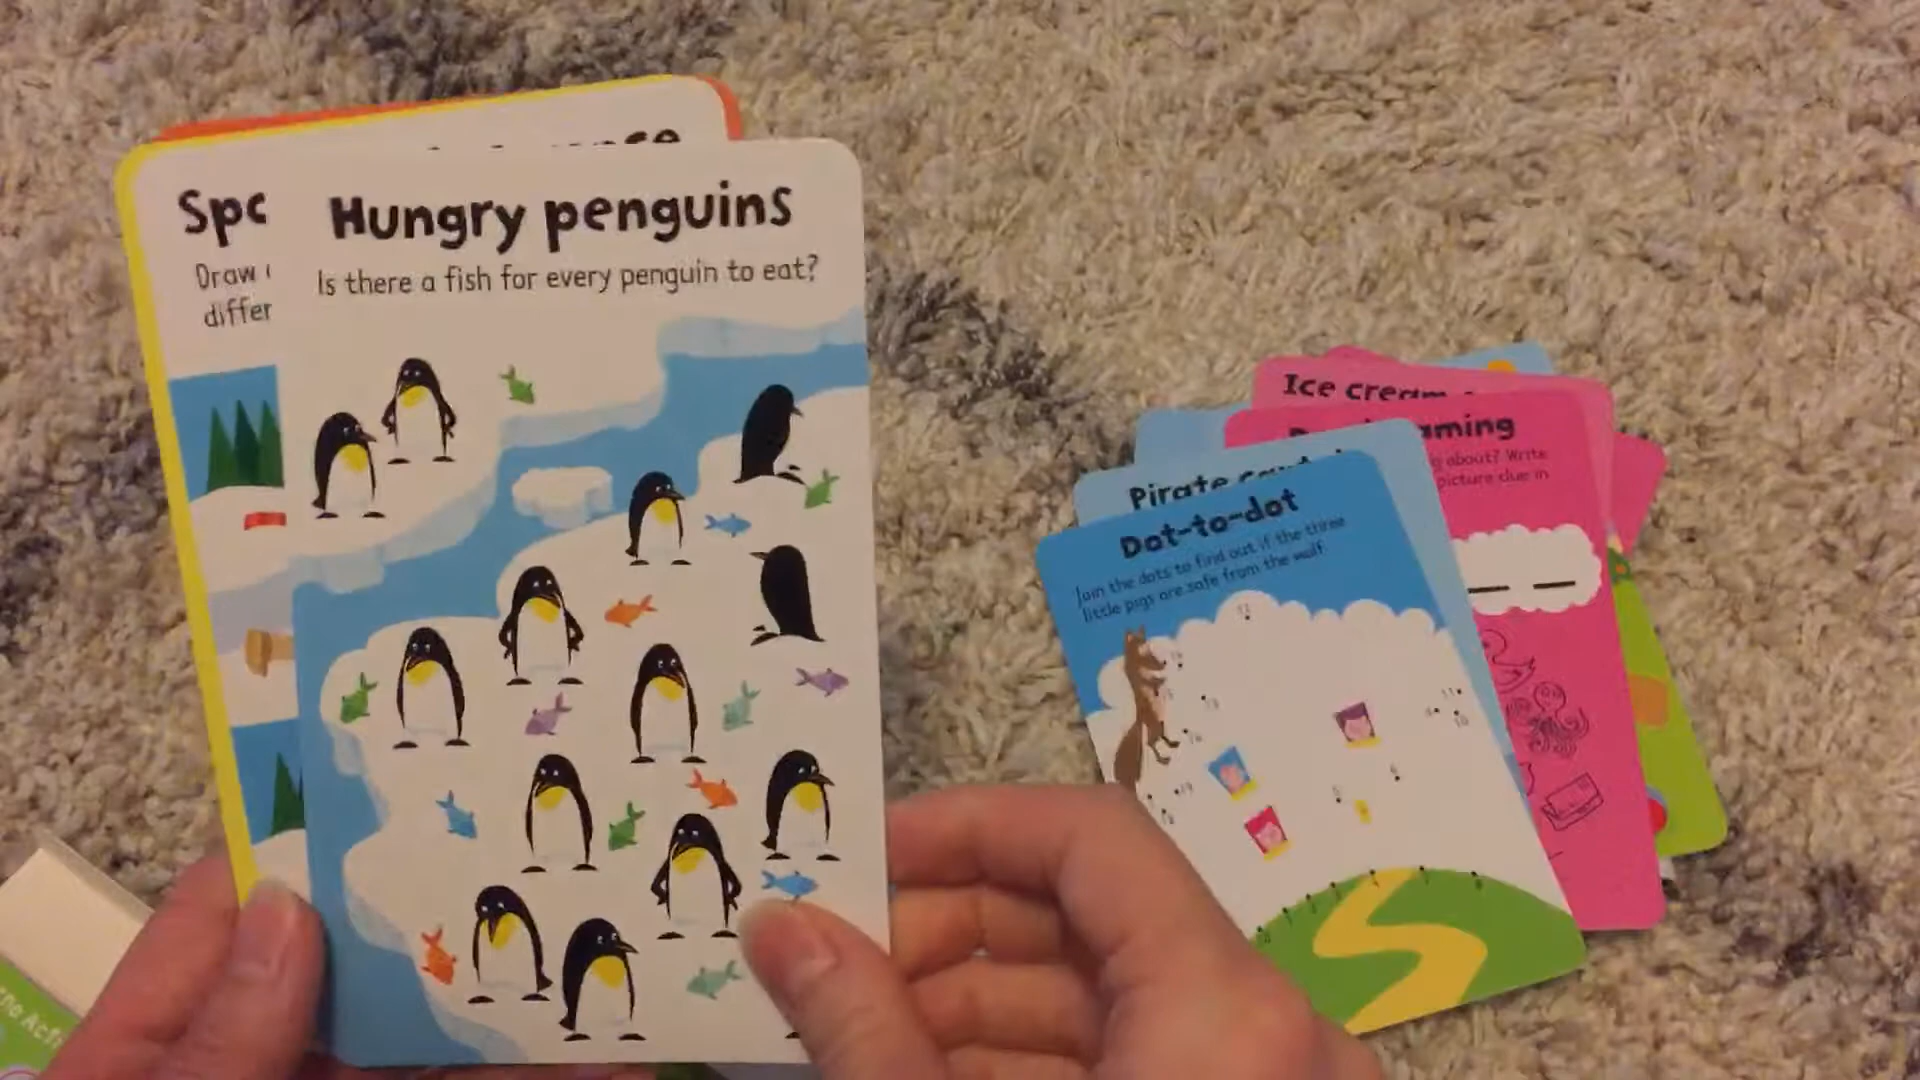 Spo
Draw
differ
Hungry penguins
Is there a fish for every penguin to eat?
Ice cream
aming
about? Write
picture clue in
Pirate
Dot-to-dot
Join the dots to find out if the three
little pigs are safe from the wolf.